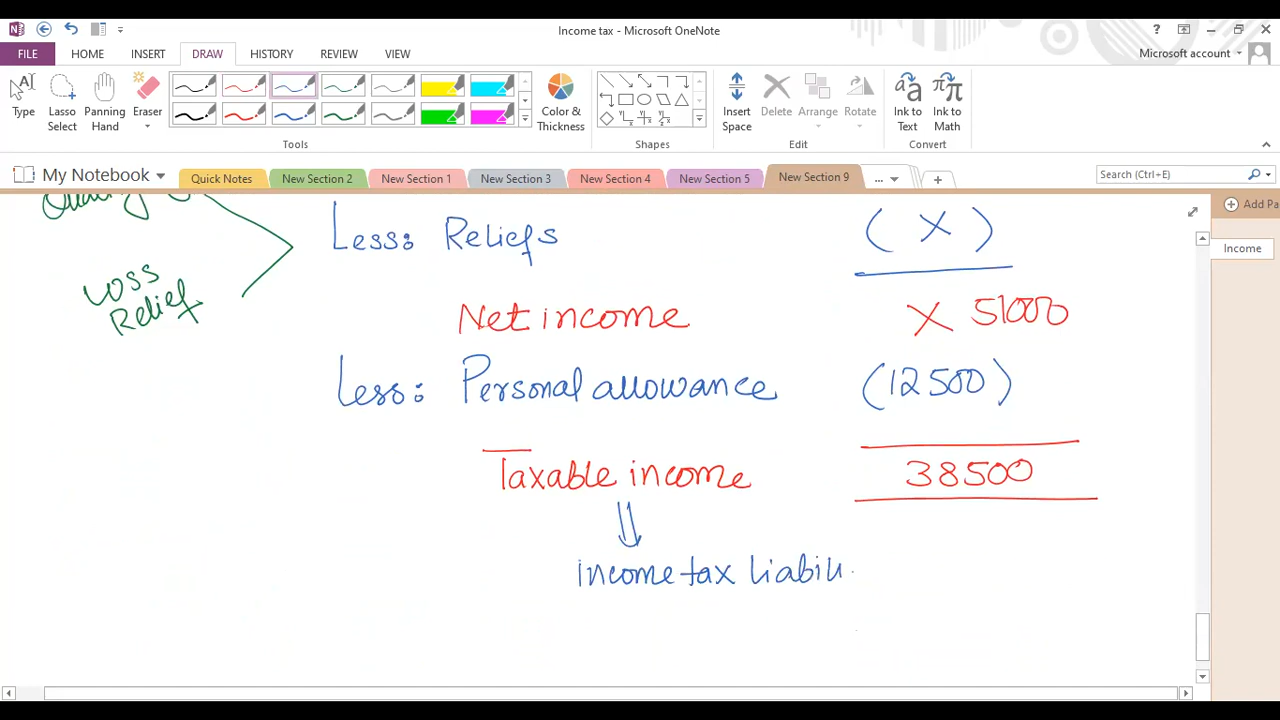 Income tax - Microsoft OneNote
?
FILE HOME INSERT DRAW HISTORY REVIEW VIEW
Microsoft account
Type
Lasso Select
Panning Hand
Eraser
Color & Thickness
Insert Space
Delete
Arrange
Rotate
Ink to Text
Ink to Math
Tools
Shapes
Edit
Convert
My Notebook
Quick Notes
New Section 2
New Section 1
New Section 3
New Section 4
New Section 5
New Section 9
...
Search (Ctrl+E)
Add Pa
Income
Less: Reliefs ( X )
Loss
Relief
Net income X 51000
Less: Personal allowance (12500)
Taxable income 38500
income tax liabili